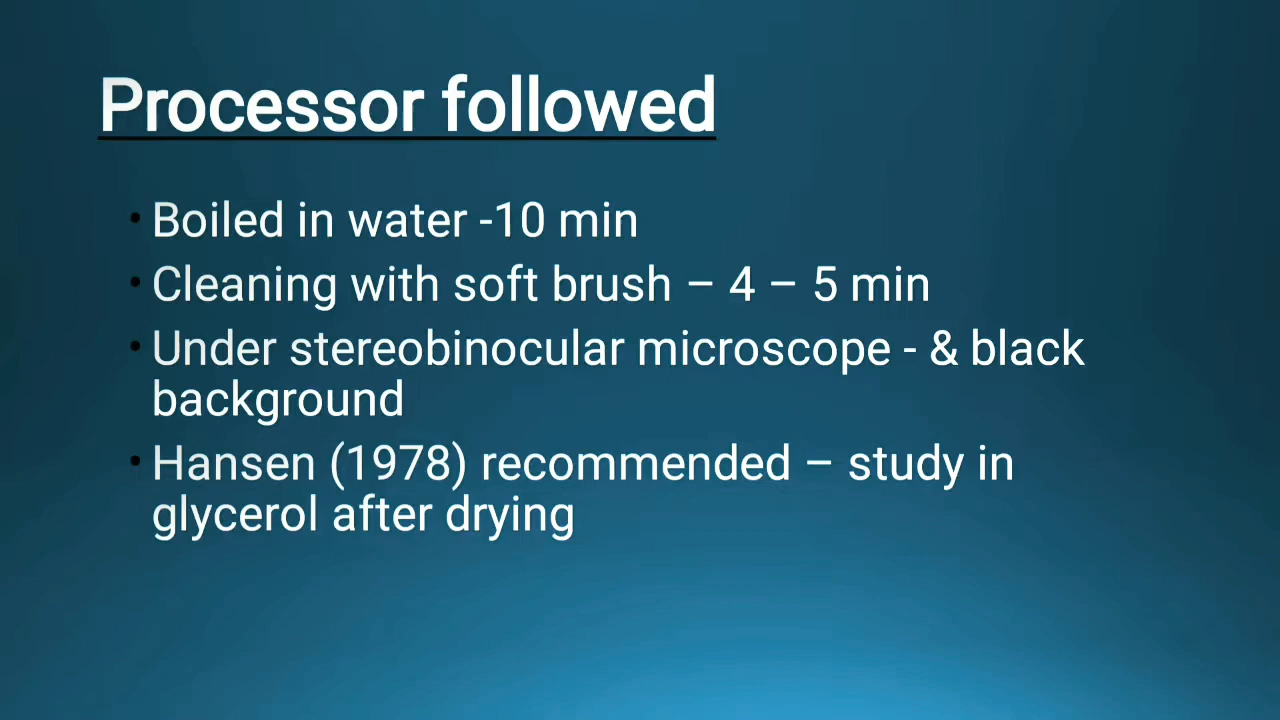 Processor followed
• Boiled in water -10 min
• Cleaning with soft brush – 4 – 5 min
• Under stereobinocular microscope - & black
background
• Hansen (1978) recommended – study in
glycerol after drying